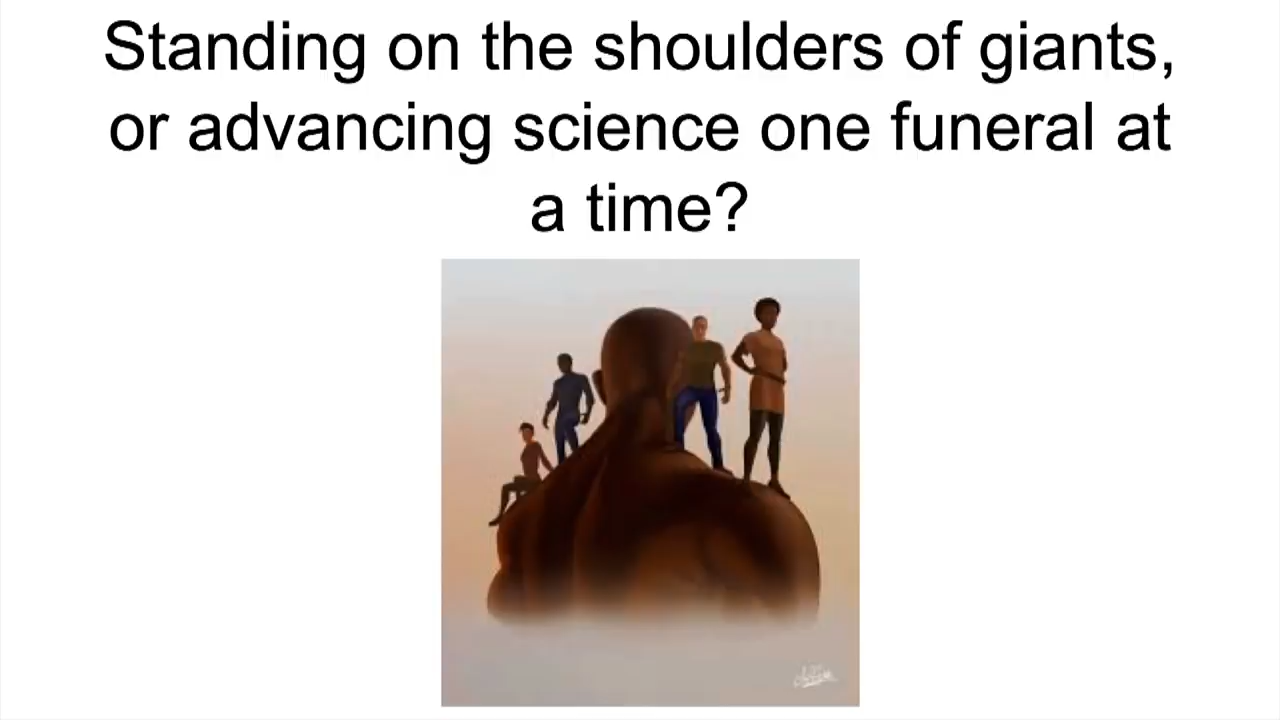 Standing on the shoulders of giants,
or advancing science one funeral at
a time?